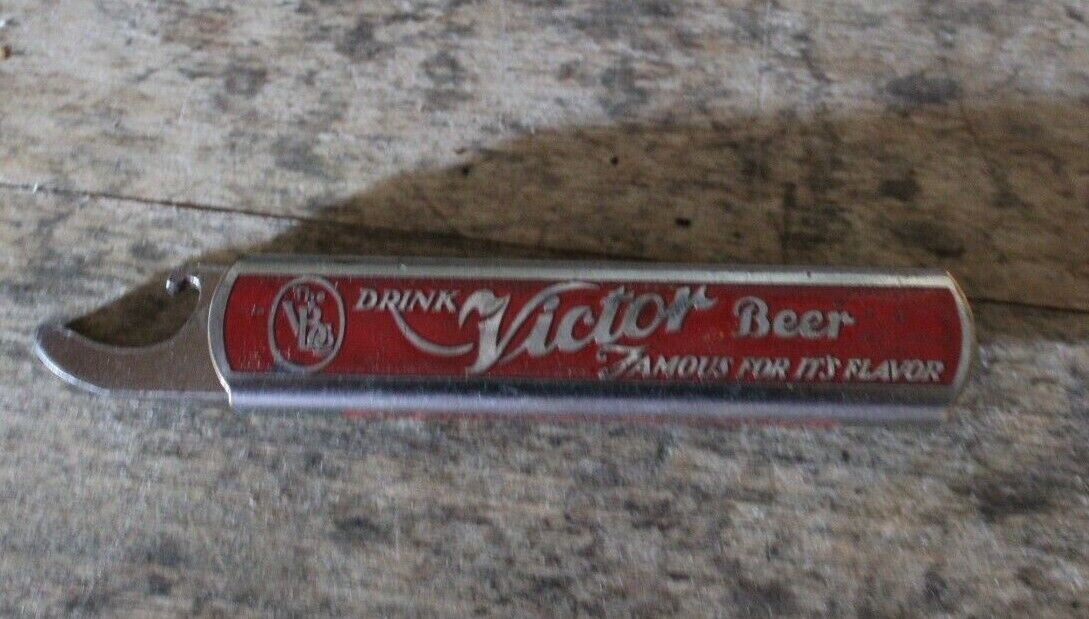 The
VBCo
DRINK Victor Beer
FAMOUS FOR IT'S FLAVOR